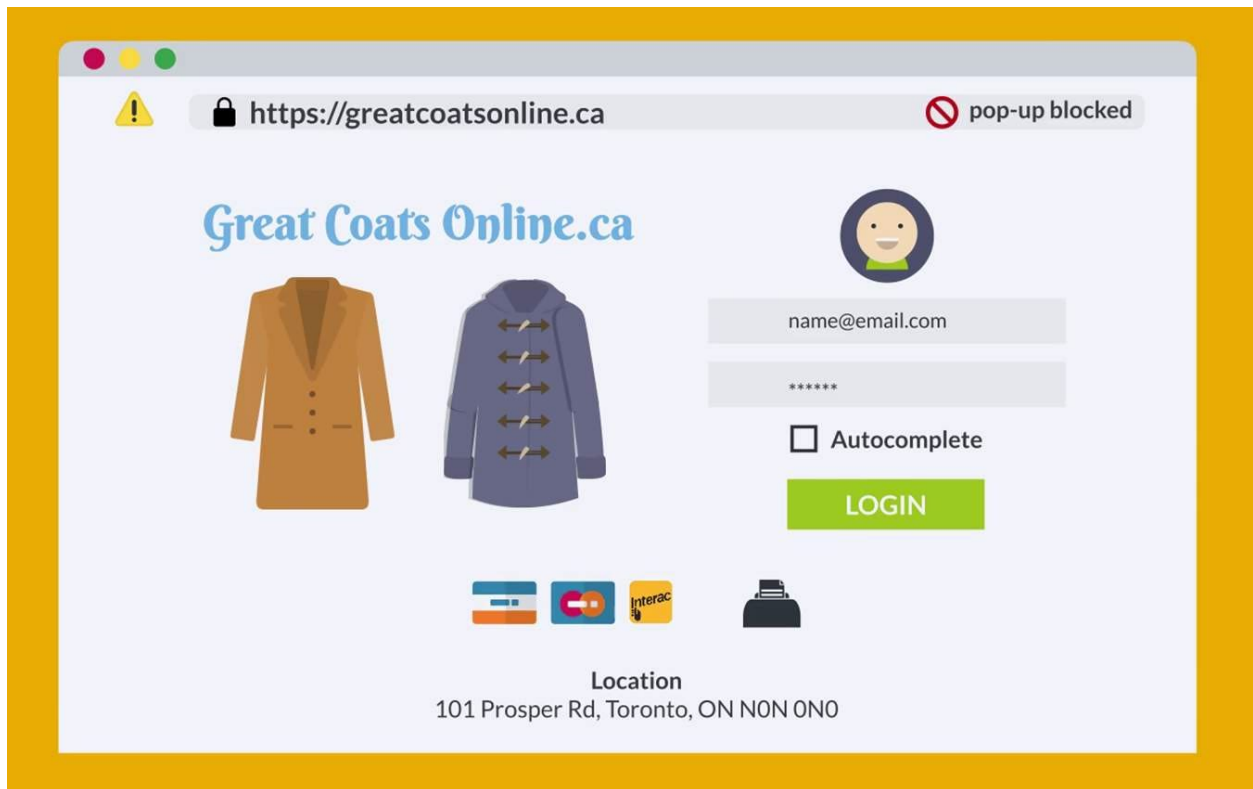 https://greatcoatsonline.ca
pop-up blocked
Great Coats Online.ca
name@email.com
******
Autocomplete
LOGIN
Interac
Location
101 Prosper Rd, Toronto, ON N0N 0N0